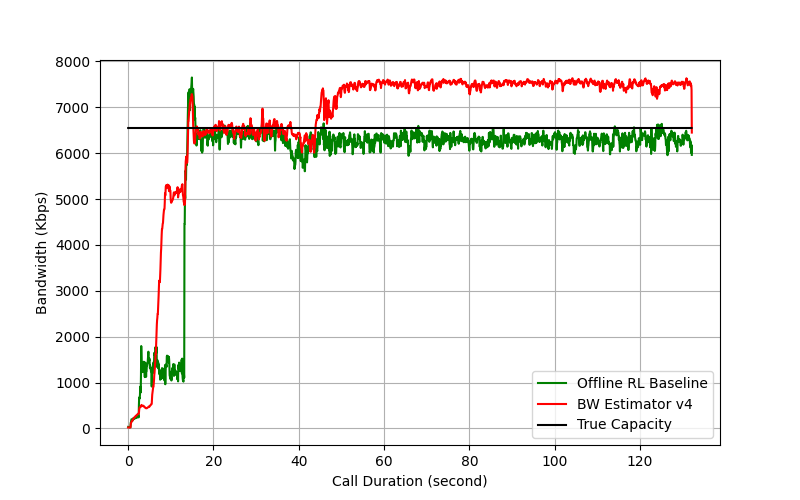 8000
7000
6000
5000
4000
3000
2000
1000
0
Bandwidth (Kbps)
Offline RL Baseline
BW Estimator v4
True Capacity
0 20 40 60 80 100 120
Call Duration (second)